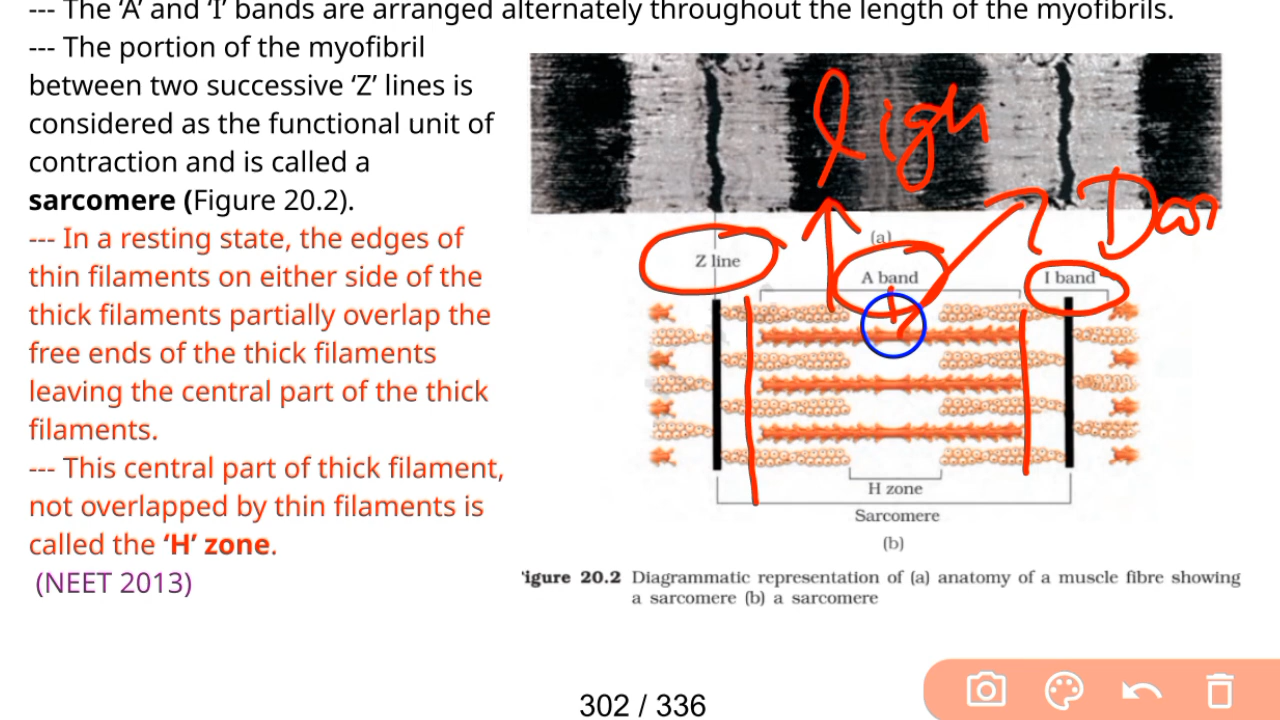 --- The ‘A’ and ‘I’ bands are arranged alternately throughout the length of the myofibrils.
--- The portion of the myofibril
between two successive ‘Z’ lines is
considered as the functional unit of
contraction and is called a
sarcomere (Figure 20.2).
--- In a resting state, the edges of
thin filaments on either side of the
thick filaments partially overlap the
free ends of the thick filaments
leaving the central part of the thick
filaments.
--- This central part of thick filament,
not overlapped by thin filaments is
called the ‘H’ zone.
(NEET 2013)
ligh
Dar
(a)
Z line
A band
I band
H zone
Sarcomere
(b)
igure 20.2 Diagrammatic representation of (a) anatomy of a muscle fibre showing
a sarcomere (b) a sarcomere
302 / 336